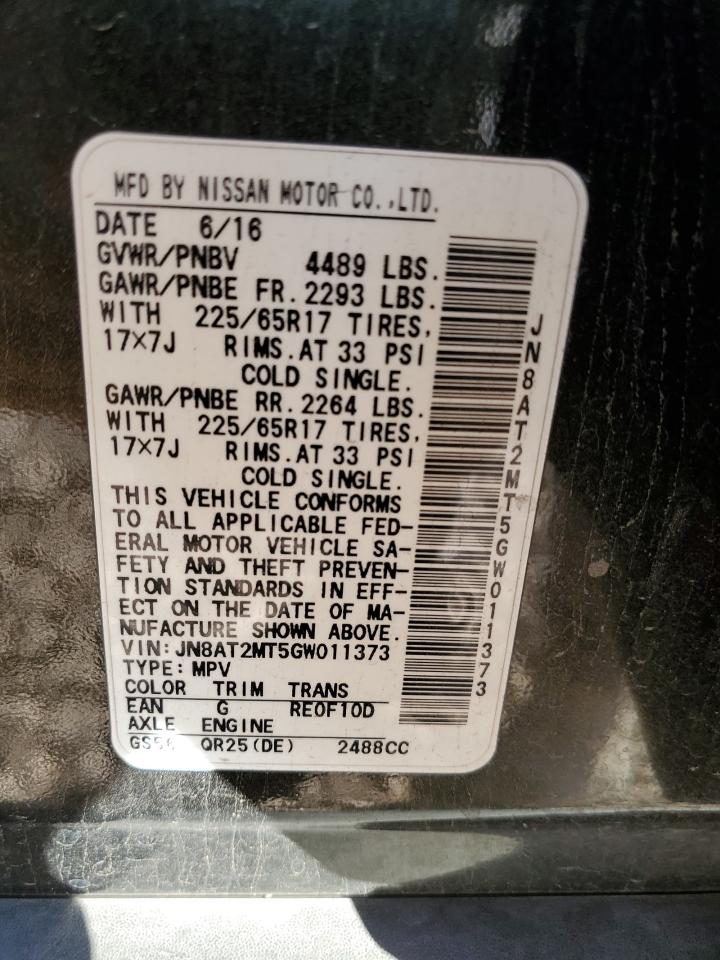 MFD BY NISSAN MOTOR CO.,LTD.
DATE 6/16
GVWR/PNBV 4489 LBS.
GAWR/PNBE FR. 2293 LBS.
WITH 225/65R17 TIRES,
17×7J RIMS. AT 33 PSI
COLD SINGLE.
GAWR/PNBE RR. 2264 LBS.
WITH 225/65R17 TIRES,
17×7J RIMS. AT 33 PSI
COLD SINGLE.
THIS VEHICLE CONFORMS
TO ALL APPLICABLE FED-
ERAL MOTOR VEHICLE SA-
FETY AND THEFT PREVEN-
TION STANDARDS IN EFF-
ECT ON THE DATE OF MA-
NUFACTURE SHOWN ABOVE.
VIN:JN8AT2MT5GW011373
TYPE:MPV
COLOR TRIM TRANS
EAN G RE0F10D
AXLE ENGINE
QR25(DE) 2488CC
JN8AT2MT5GW011373